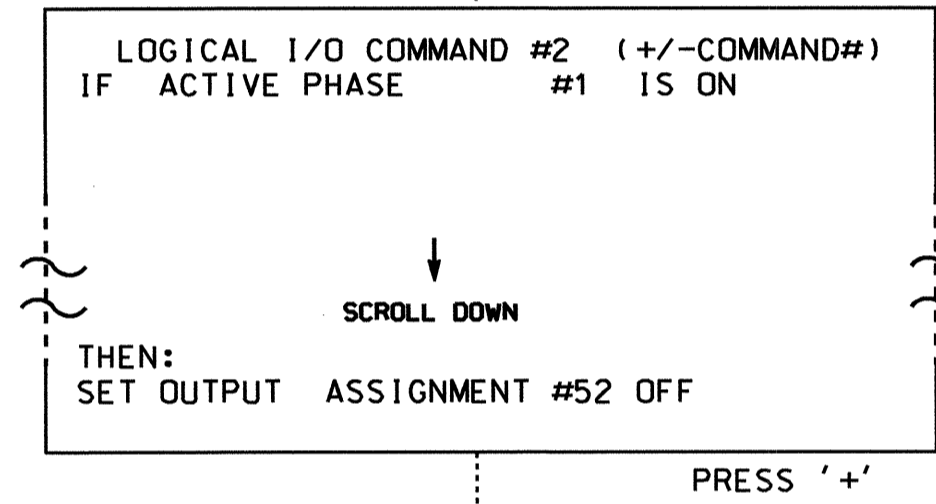 LOGICAL I/O COMMAND #2 (+/-COMMAND#)
IF ACTIVE PHASE #1 IS ON
SCROLL DOWN
THEN:
SET OUTPUT ASSIGNMENT #52 OFF
PRESS '+'